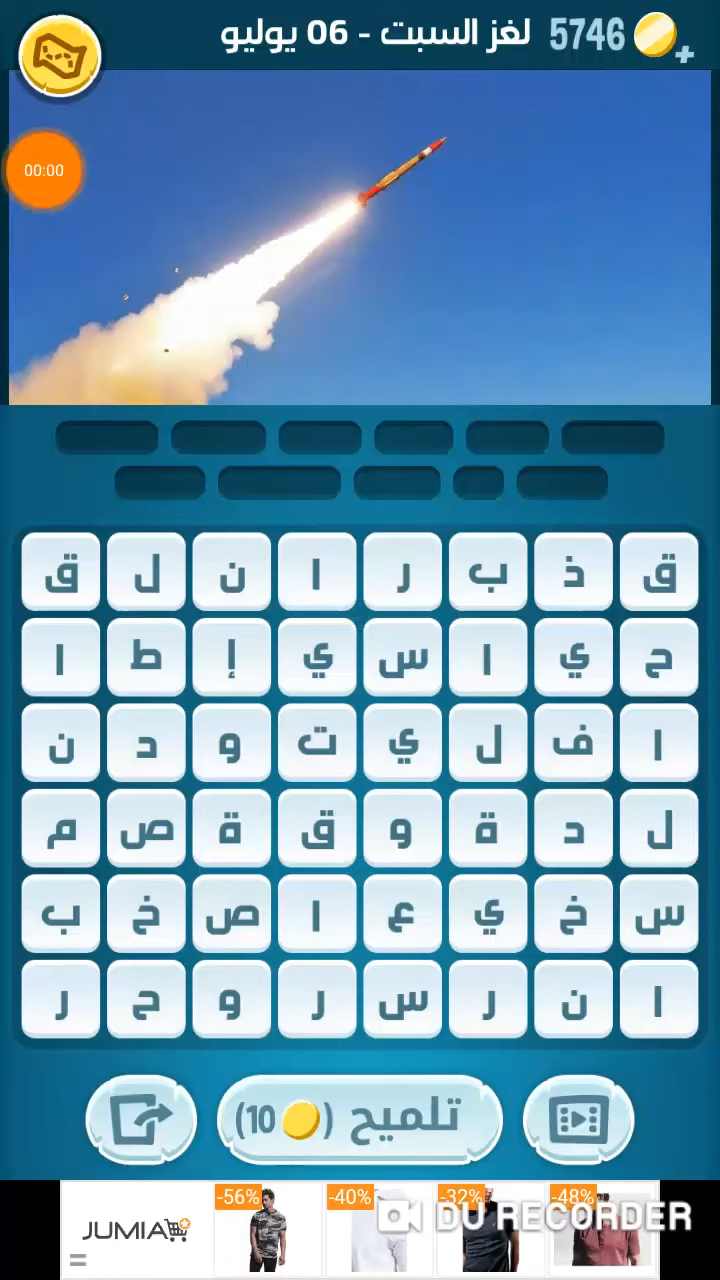 لغز السبت - 06 يوليو
5746
00:00
ق ذ ب ر ا ن ل ق
ح ي ا س ي إ ط ا
ا ف ل ي ت و د ن
ل د ة و ق ة ص م
س خ ي ع ا ص خ ب
ا ن ر س ر و ح ر
تلميح (10)
JUMIA
-56%
-40%
-32%
-48%
DU RECORDER